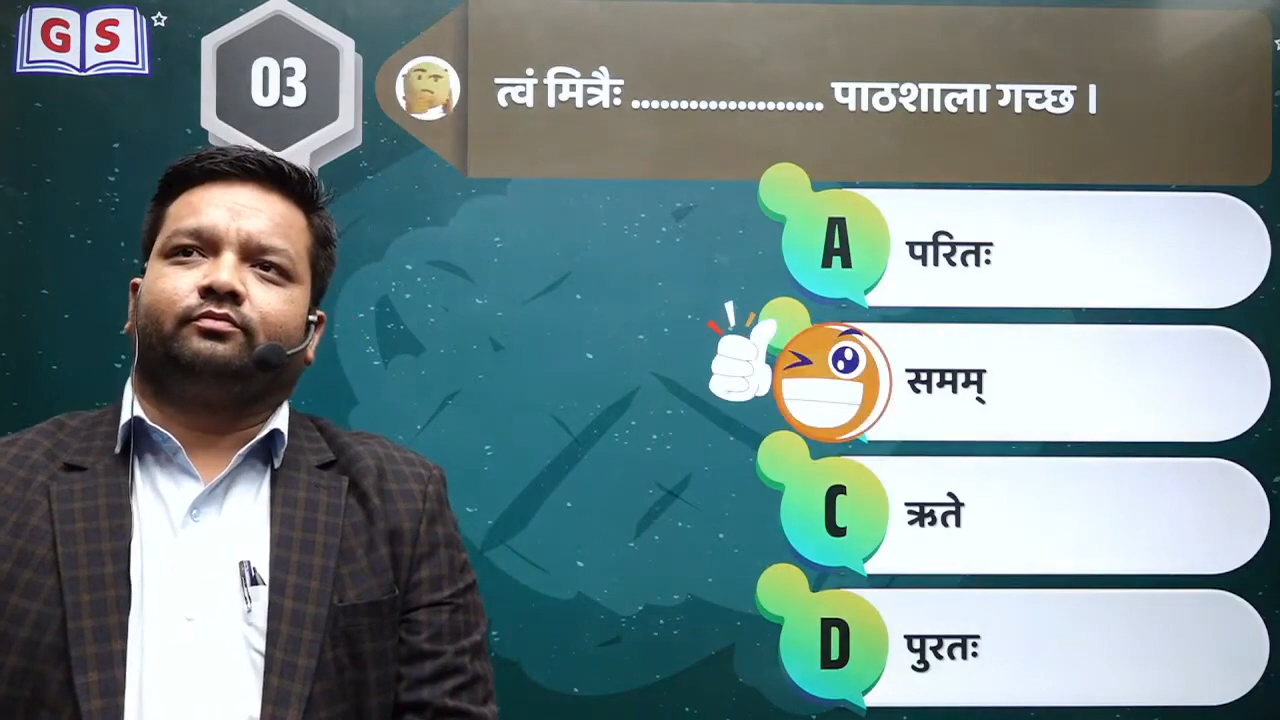 GS
03
त्वं मित्रैः .................... पाठशाला गच्छ ।
A परितः
समम्
C ऋते
D पुरतः